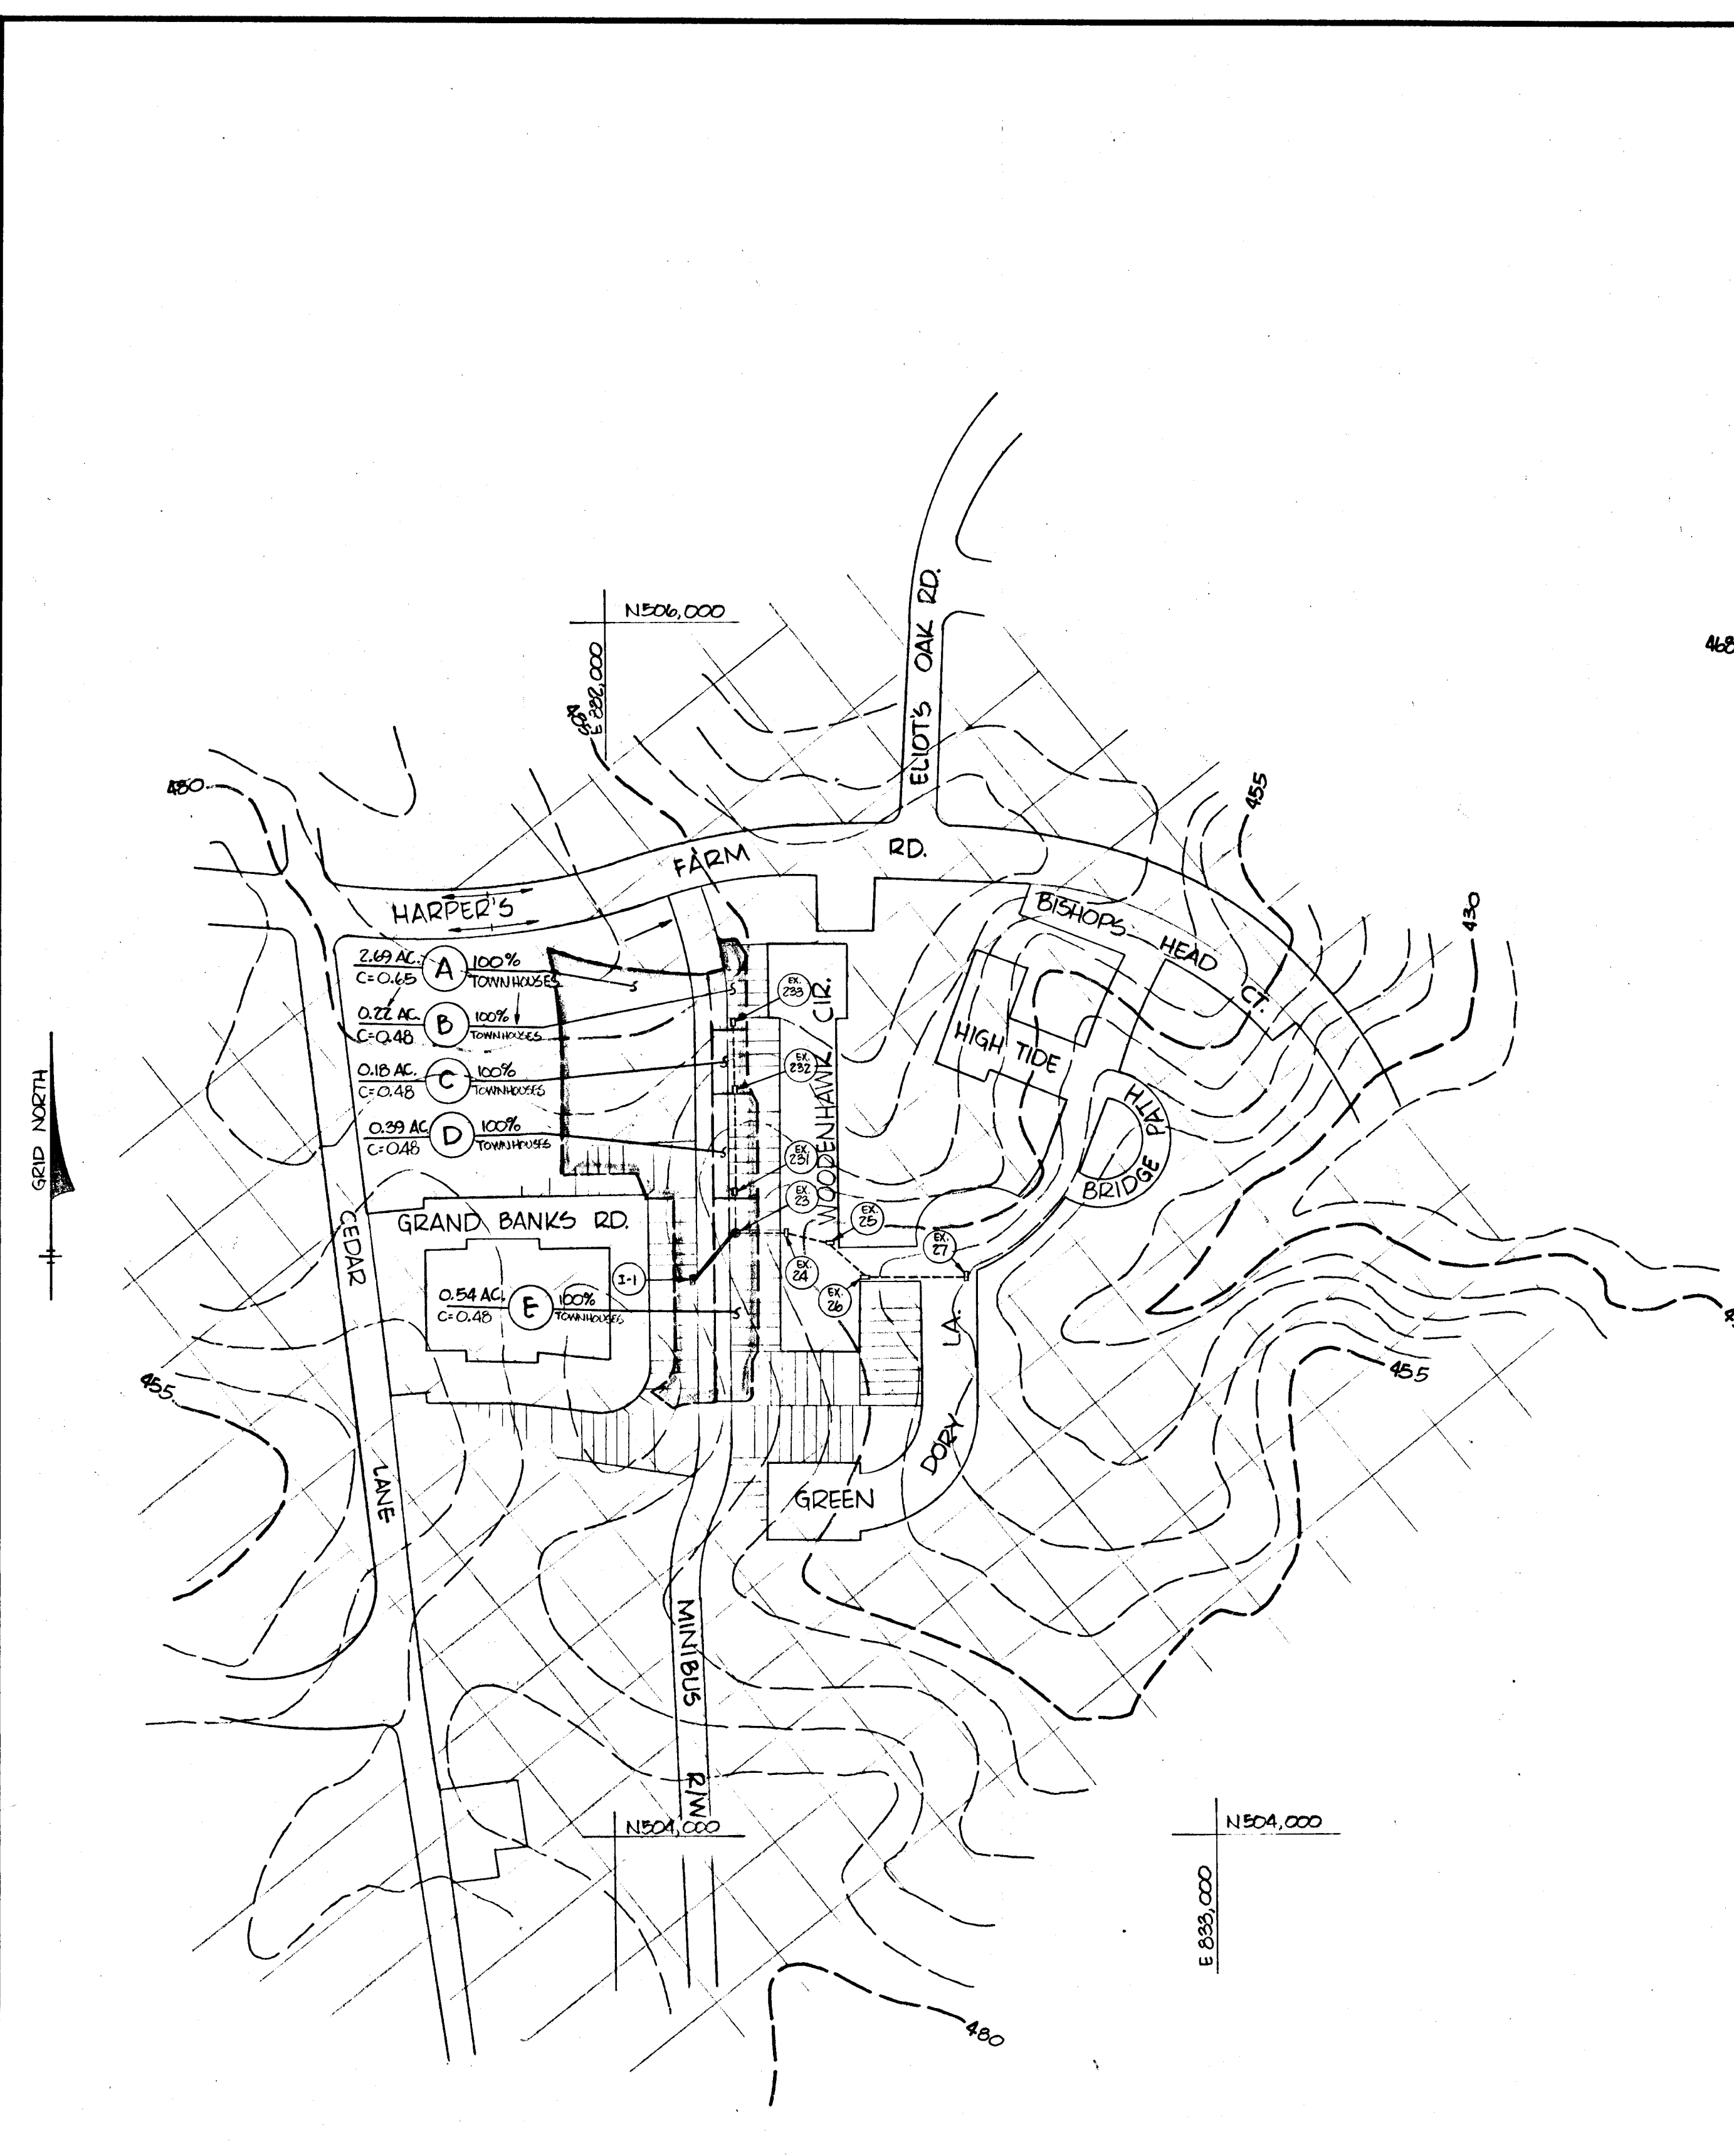 N506,000
E 832,000
468
ELIOT'S OAK RD.
480
455
FARM RD.
HARPER'S
430
BISHOPS HEAD CT.
2.69 AC.
C=0.65
A
100%
TOWNHOUSES
EX. 233
CIR.
0.22 AC.
C=0.48
B
100%
TOWNHOUSES
HIGH TIDE
0.18 AC.
C=0.48
C
100%
TOWNHOUSES
EX. 232
WOODENHAWK
GRID NORTH
0.39 AC
C=0.48
D
100%
TOWNHOUSES
EX. 231
BRIDGE PATH
EX. 23
GRAND BANKS RD.
CEDAR
EX. 25
EX. 27
I-1
EX. 24
0.54 AC.
C=0.48
E
100%
TOWNHOUSES
EX. 26
LA.
455
455
DORY
LANE
GREEN
MINIBUS
R/W
N504,000
N504,000
E 833,000
480